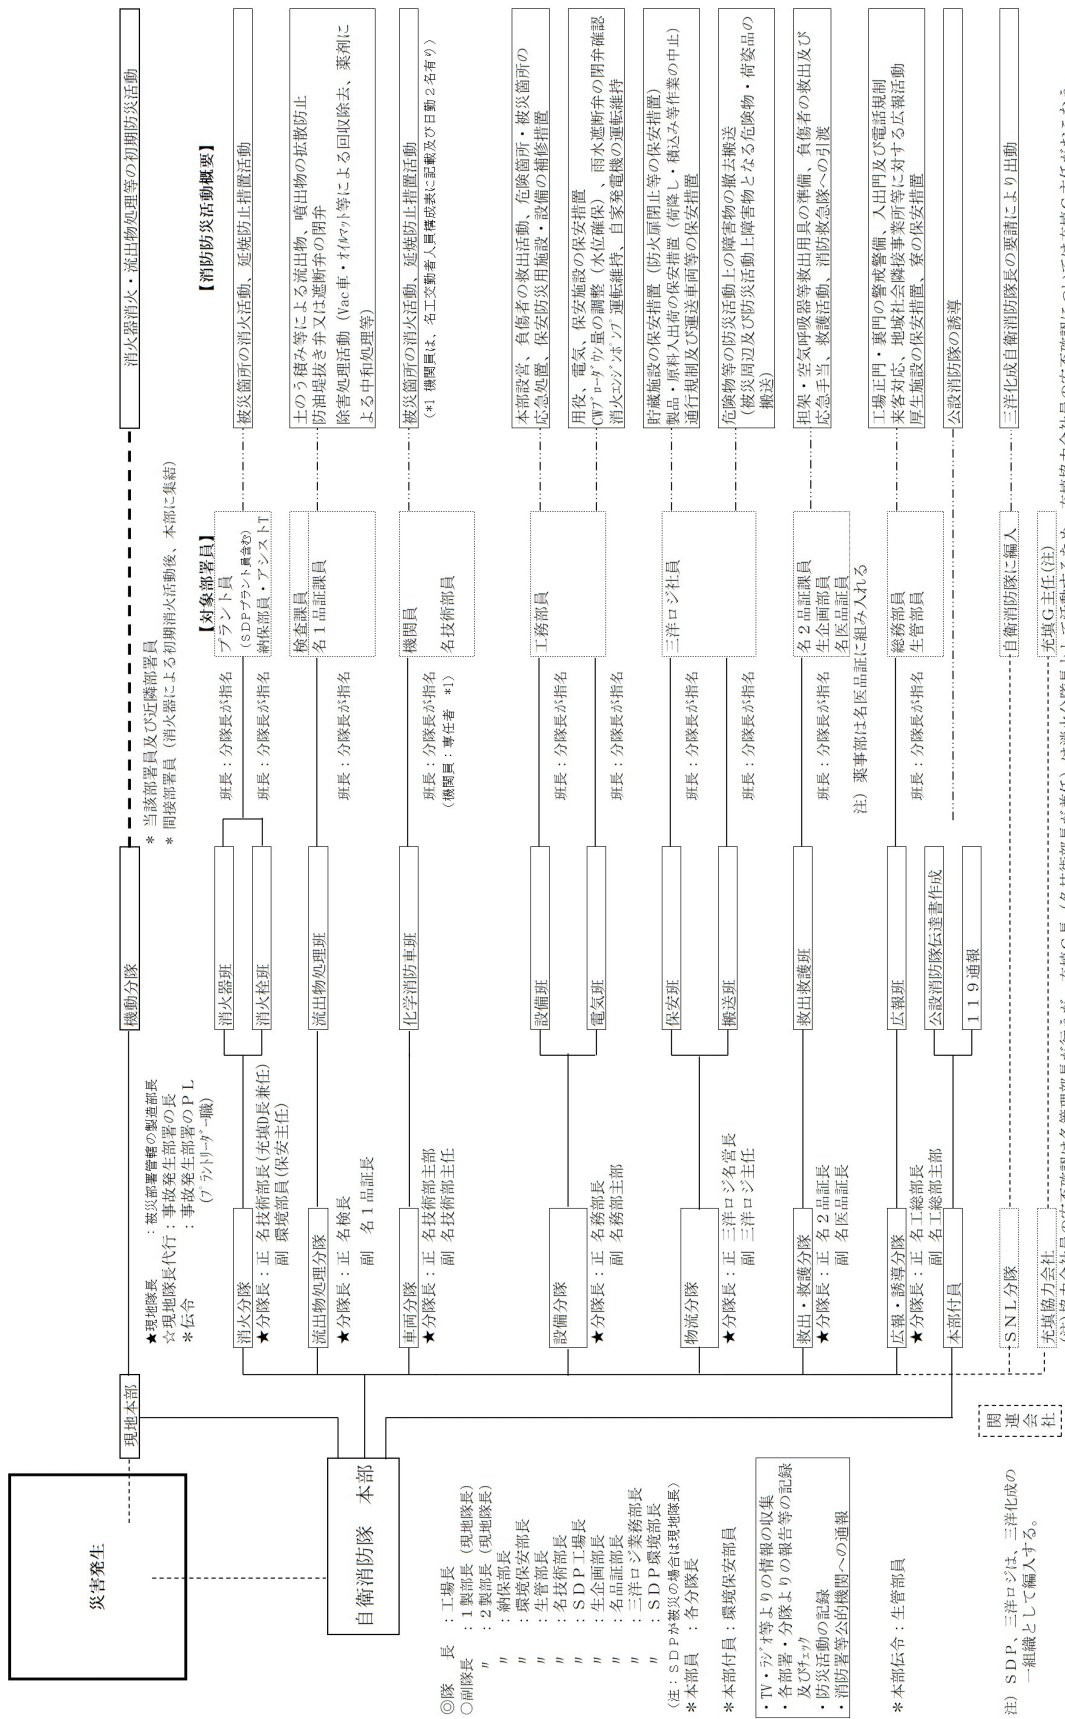 災害発生
現地本部
自衛消防隊　本部
◎隊　長　：工場長
○副隊長　：１製部長（現地隊長）
〃　：２製部長（現地隊長）
〃　：納保部長
〃　：環境保安部長
〃　：生管部長
〃　：名技術部長
〃　：ＳＤＰ工場長
〃　：生企画部長
〃　：名品証部長
〃　：三洋ロジ業務部長
〃　：ＳＤＰ環境部長
（注：ＳＤＰが被災の場合は現地隊長）
＊本部員　：各分隊長
＊本部付員：環境保安部員
・TV・ラジオ等よりの情報の収集
・各部署・分隊よりの報告等の記録
及びチェック
・防災活動の記録
・消防署等公的機関への通報
＊本部伝令：生管部員
注）ＳＤＰ、三洋ロジは、三洋化成の
一組織として編入する。
関連会社
★現地隊長　：被災部署管轄の製造部長
☆現地隊長代行：事故発生部署の長
＊伝令　：事故発生部署のＰＬ
（プラントリーダー職）
消火分隊
★分隊長：正 名技術部長(充填D長兼任)
副 環境部員(保安主任)
流出物処理分隊
★分隊長：正 名検長
副　名１品証長
車両分隊
★分隊長：正 名技術部主部
副 名技術部主任
設備分隊
★分隊長：正 名務部長
副 名務部主部
物流分隊
★分隊長：正 三洋ロジ名営長
副 三洋ロジ主任
救出・救護分隊
★分隊長：正 名２品証長
副 名医品証長
広報・誘導分隊
★分隊長：正 名工総部長
副 名工総部主部
本部付員
ＳＮＬ分隊
充填協力会社
機動分隊
消火器班
消火栓班
流出物処理班
化学消防車班
設備班
電気班
保安班
搬送班
救出救護班
広報班
公設消防隊伝達書作成
１１９通報
＊ 当該部署員及び近隣部署員
＊ 間接部署員（消火器による初期消火活動後、本部に集結）
班長：分隊長が指名
班長：分隊長が指名
班長：分隊長が指名
班長：分隊長が指名
（機関員：専任者　*1）
班長：分隊長が指名
班長：分隊長が指名
班長：分隊長が指名
班長：分隊長が指名
班長：分隊長が指名
注）薬事部は名医品証に組み入れる
班長：分隊長が指名
【対象部署員】
プラント員
（ＳＤＰプラント員含む）
納保部員・アシストT
検査課員
名１品証課員
機関員
名技術部員
工務部員
三洋ロジ社員
名２品証課員
生企画部員
名医品証員
総務部員
生管部員
自衛消防隊に編入
充填Ｇ主任(注)
消火器消火・流出物処理等の初期防災活動
【消防防災活動概要】
被災箇所の消火活動、延焼防止措置活動
土のう積み等による流出物、噴出物の拡散防止
防油堤抜き弁又は遮断弁の閉弁
除害処理活動（Vac車・オイルマット等による回収除去、薬剤に
よる中和処理等)
被災箇所の消火活動、延焼防止措置活動
（*1 機関員は、名工交勤者人員構成表に記載及び日勤２名有り）
本部設営、負傷者の救出活動、危険箇所・被災箇所の
応急処置、保安防災用施設・設備の補修措置
用役、電気、保安施設の保安措置
CWブローダウン量の調整（水位確保）、雨水遮断弁の閉弁確認
消火エンジンポンプ運転維持、自家発電機の運転維持
貯蔵施設の保安措置（防火扉閉止等の保安措置）
製品・原料入出荷の保安措置（荷降し・積込み等作業の中止）
通行規制及び運送車両等の保安措置
危険物等の防災活動上の障害物の撤去搬送
（被災周辺及び防災活動上障害物となる危険物・荷姿品の
搬送）
担架・空気呼吸器等救出用具の準備、負傷者の救出及び
応急手当、救護活動、消防救急隊への引渡
工場正門・裏門の警戒警備、入出門及び電話規制
来客対応、地域社会隣接事業所等に対する広報活動
厚生施設の保安措置、寮の保安措置
公設消防隊の誘導
三洋化成自衛消防隊長の要請により出動